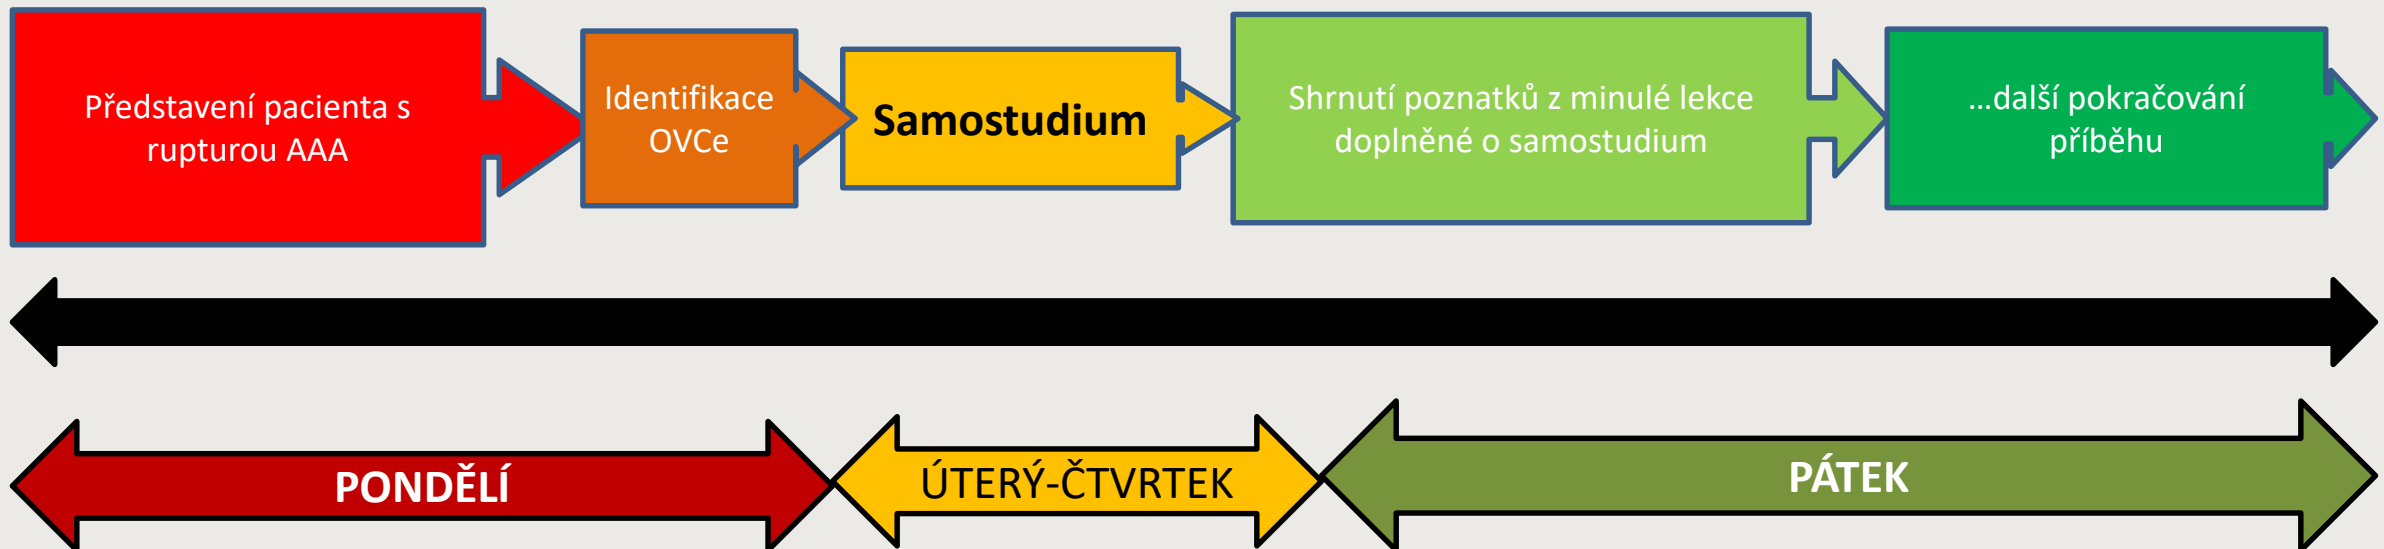 Představení pacienta s
rupturou AAA
Identifikace
OVCe
Samostudium
Shrnutí poznatků z minulé lekce
doplněné o samostudium
...další pokračování
příběhu
PONDĚLÍ
ÚTERÝ-ČTVRTEK
PÁTEK